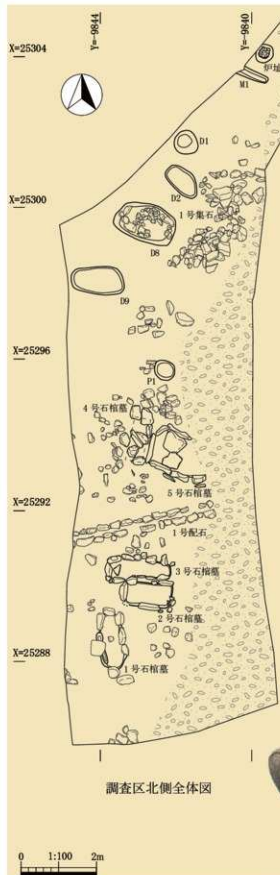 Y=-9844
Y=-9840
X=25304
炉址
M1
D1
X=25300
D2
1号集石
D8
D9
X=25296
P1
4号石棺墓
5号石棺墓
X=25292
1号配石
3号石棺墓
2号石棺墓
X=25288
1号石棺墓
調査区北側全体図
0 1:100 2m